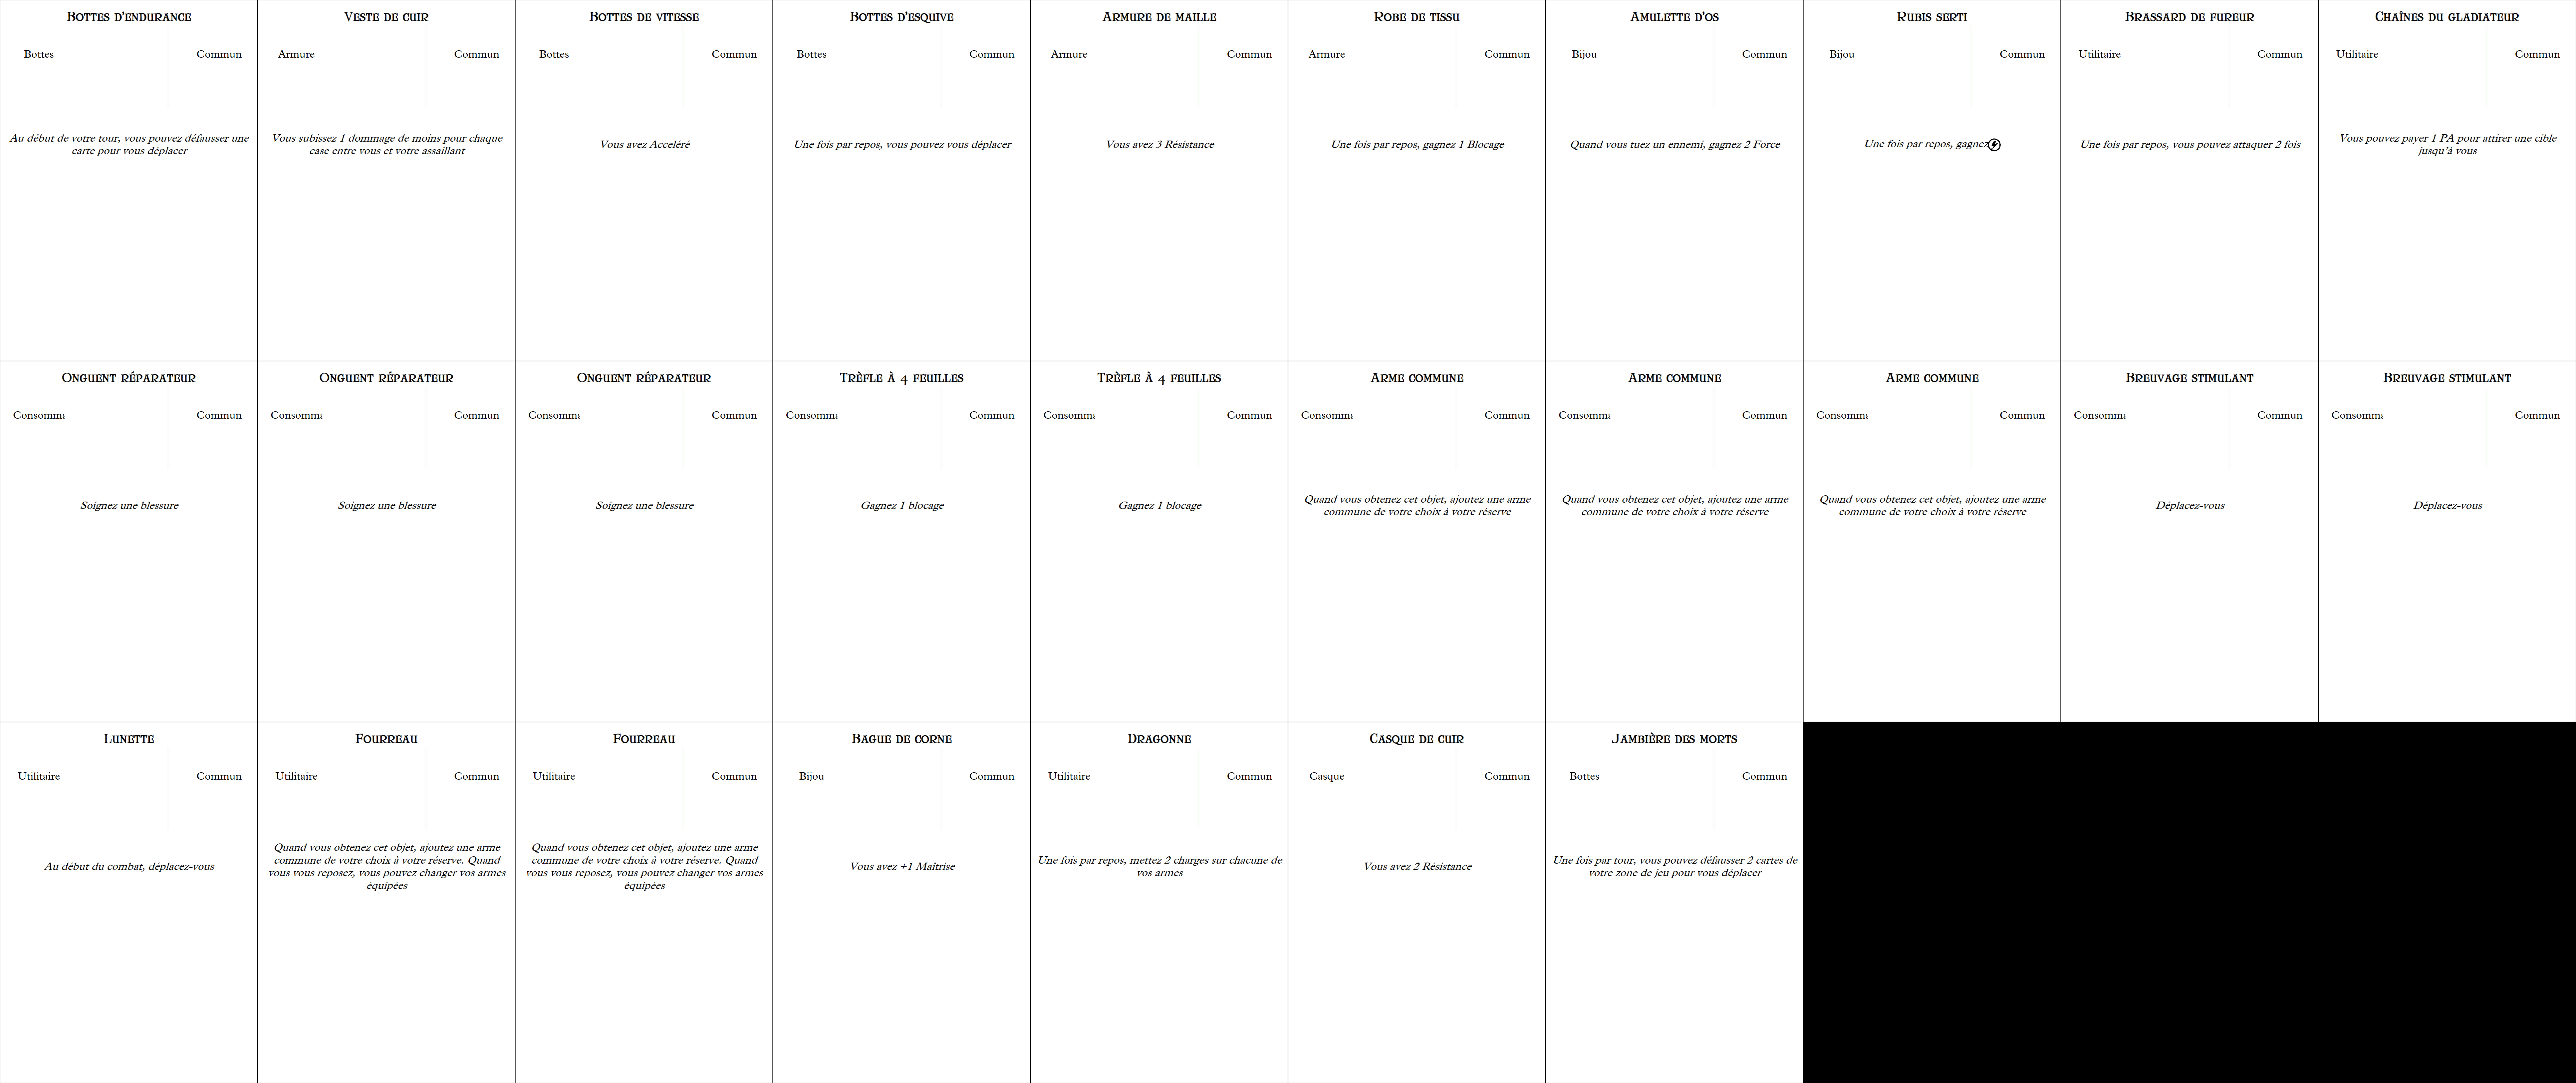 Bottes d'endurance
Bottes
Commun
Au début de votre tour, vous pouvez défausser une
carte pour vous déplacer
Veste de cuir
Armure
Commun
Vous subissez 1 dommage de moins pour chaque
case entre vous et votre assaillant
Bottes de vitesse
Bottes
Commun
Vous avez Acceléré
Bottes d'esquive
Bottes
Commun
Une fois par repos, vous pouvez vous déplacer
Armure de maille
Armure
Commun
Vous avez 3 Résistance
Robe de tissu
Armure
Commun
Une fois par repos, gagnez 1 Blocage
Amulette d'os
Bijou
Commun
Quand vous tuez un ennemi, gagnez 2 Force
Rubis serti
Bijou
Commun
Une fois par repos, gagnez
Brassard de fureur
Utilitaire
Commun
Une fois par repos, vous pouvez attaquer 2 fois
Chaînes du gladiateur
Utilitaire
Commun
Vous pouvez payer 1 PA pour attirer une cible
jusqu'à vous
Onguent réparateur
Consomma
Commun
Soignez une blessure
Onguent réparateur
Consomma
Commun
Soignez une blessure
Onguent réparateur
Consomma
Commun
Soignez une blessure
Trèfle à 4 feuilles
Consomma
Commun
Gagnez 1 blocage
Trèfle à 4 feuilles
Consomma
Commun
Gagnez 1 blocage
Arme commune
Consomma
Commun
Quand vous obtenez cet objet, ajoutez une arme
commune de votre choix à votre réserve
Arme commune
Consomma
Commun
Quand vous obtenez cet objet, ajoutez une arme
commune de votre choix à votre réserve
Arme commune
Consomma
Commun
Quand vous obtenez cet objet, ajoutez une arme
commune de votre choix à votre réserve
Breuvage stimulant
Consomma
Commun
Déplacez-vous
Breuvage stimulant
Consomma
Commun
Déplacez-vous
Lunette
Utilitaire
Commun
Au début du combat, déplacez-vous
Fourreau
Utilitaire
Commun
Quand vous obtenez cet objet, ajoutez une arme
commune de votre choix à votre réserve. Quand
vous vous reposez, vous pouvez changer vos armes
équipées
Fourreau
Utilitaire
Commun
Quand vous obtenez cet objet, ajoutez une arme
commune de votre choix à votre réserve. Quand
vous vous reposez, vous pouvez changer vos armes
équipées
Bague de corne
Bijou
Commun
Vous avez +1 Maîtrise
Dragonne
Utilitaire
Commun
Une fois par repos, mettez 2 charges sur chacune de
vos armes
Casque de cuir
Casque
Commun
Vous avez 2 Résistance
Jambière des morts
Bottes
Commun
Une fois par tour, vous pouvez défausser 2 cartes de
votre zone de jeu pour vous déplacer